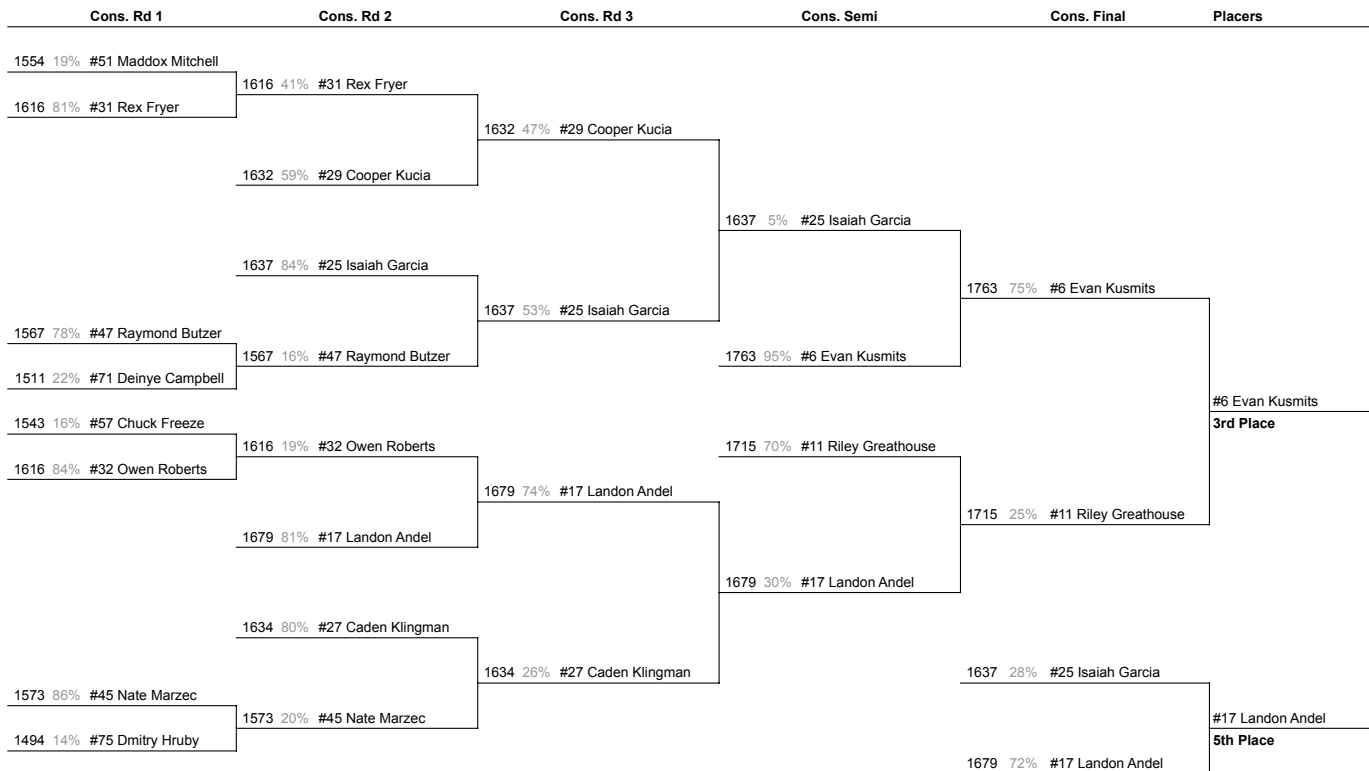 Cons. Rd 1 Cons. Rd 2 Cons. Rd 3 Cons. Semi Cons. Final Placers
1554 19% #51 Maddox Mitchell
1616 41% #31 Rex Fryer
1616 81% #31 Rex Fryer
1632 47% #29 Cooper Kucia
1632 59% #29 Cooper Kucia
1637 5% #25 Isaiah Garcia
1637 84% #25 Isaiah Garcia
1763 75% #6 Evan Kusmits
1637 53% #25 Isaiah Garcia
1567 78% #47 Raymond Butzer
1567 16% #47 Raymond Butzer
1763 95% #6 Evan Kusmits
1511 22% #71 Deinye Campbell
#6 Evan Kusmits
1543 16% #57 Chuck Freeze
3rd Place
1616 19% #32 Owen Roberts
1715 70% #11 Riley Greathouse
1616 84% #32 Owen Roberts
1679 74% #17 Landon Andel
1715 25% #11 Riley Greathouse
1679 81% #17 Landon Andel
1679 30% #17 Landon Andel
1634 80% #27 Caden Klingman
1634 26% #27 Caden Klingman
1637 28% #25 Isaiah Garcia
1573 86% #45 Nate Marzec
1573 20% #45 Nate Marzec
#17 Landon Andel
1494 14% #75 Dmitry Hruby
5th Place
1679 72% #17 Landon Andel